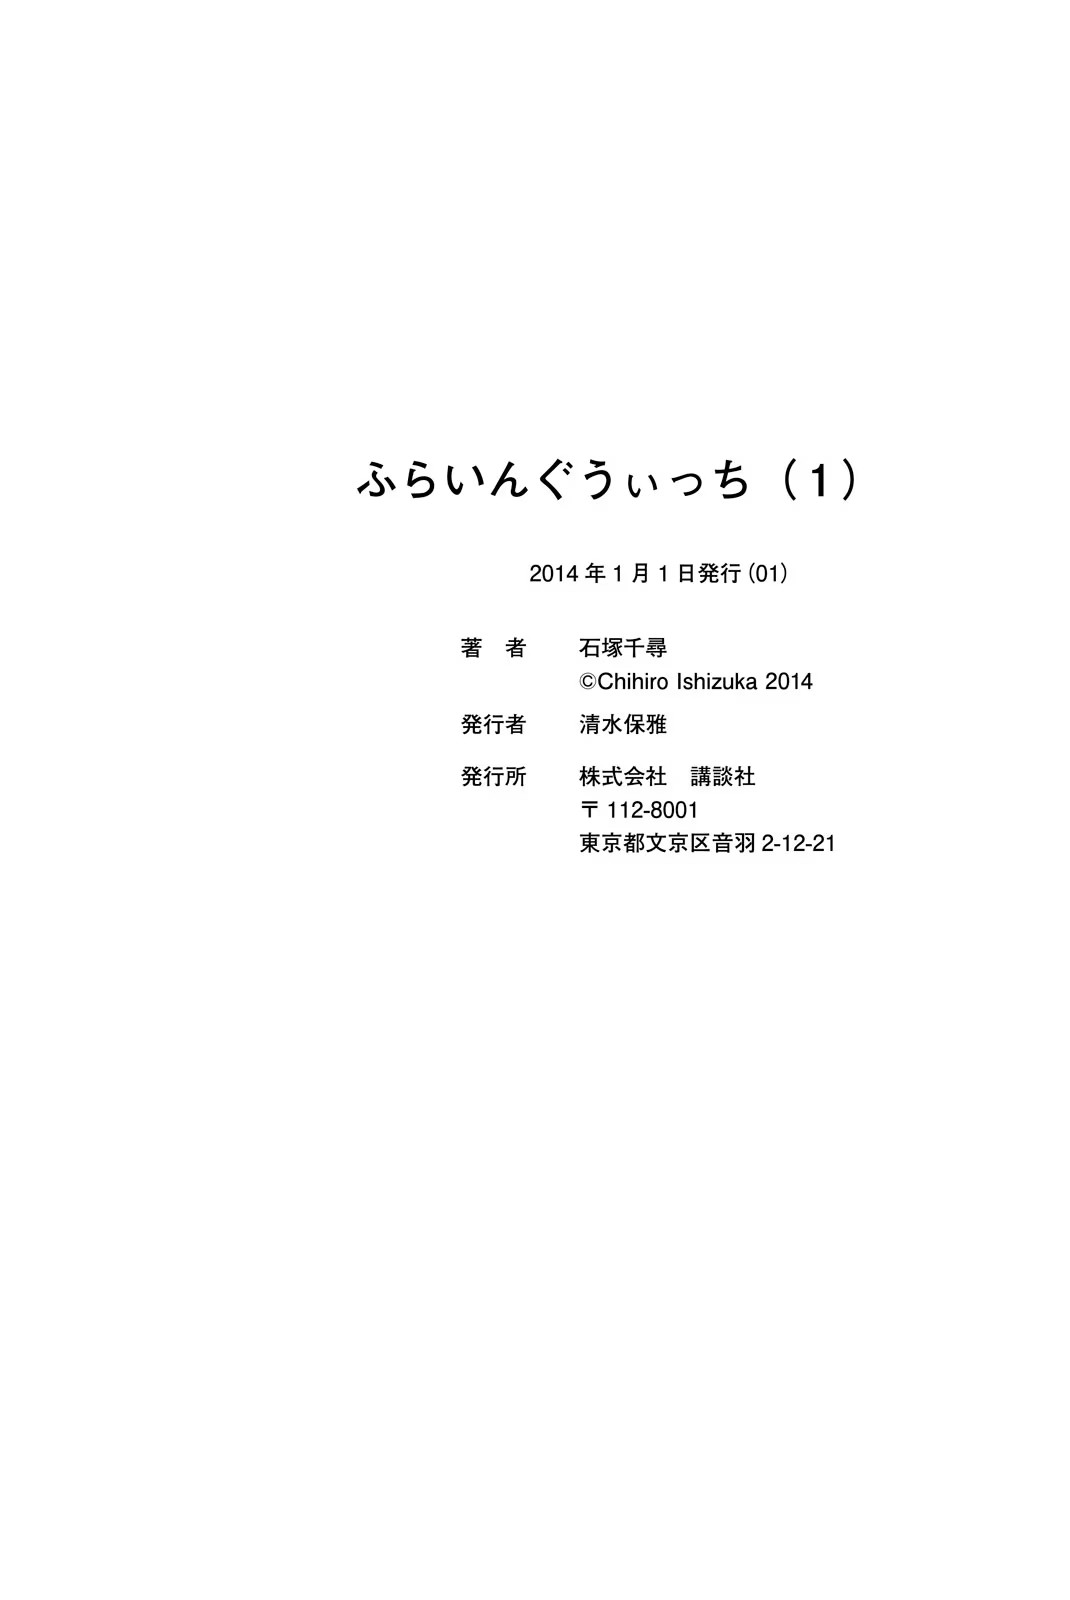 ふらいんぐうぃっち（1）
2014年1月1日発行(01)
著　者　石塚千尋
©Chihiro Ishizuka 2014
発行者　清水保雅
発行所　株式会社　講談社
〒112-8001
東京都文京区音羽2-12-21